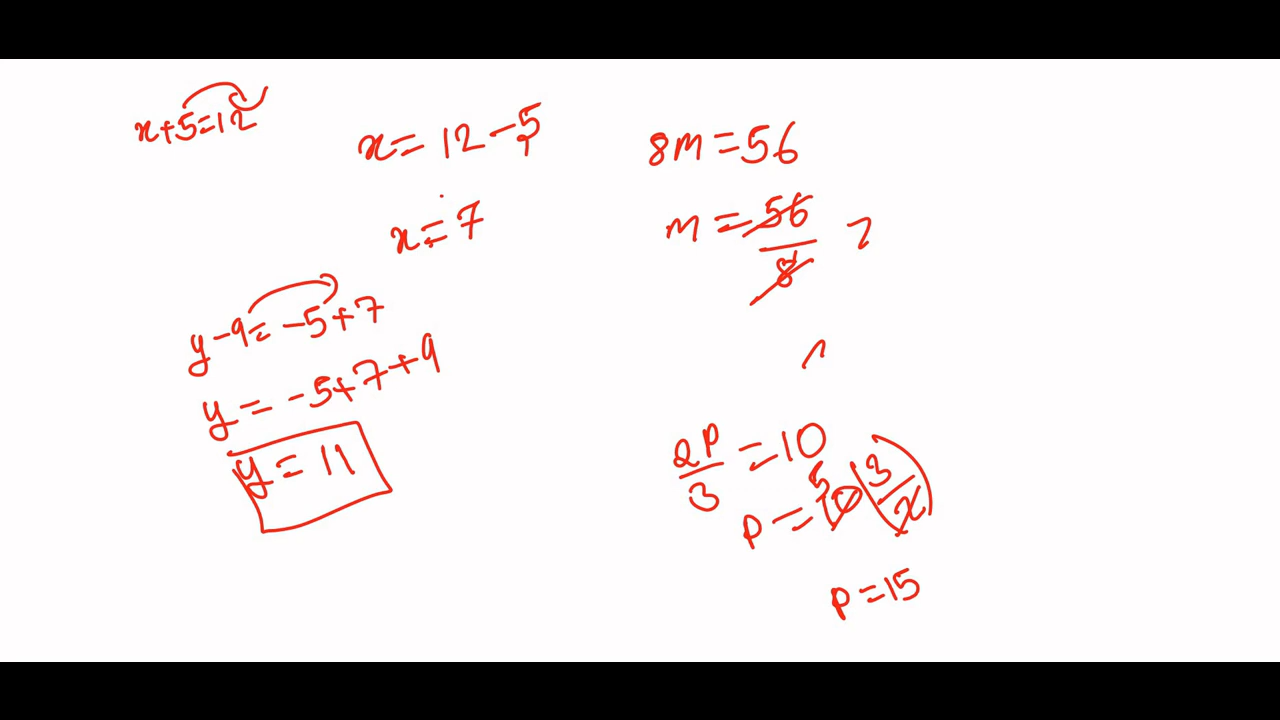 x+5=12
x=12-5
x=7
y-9=-5+7
y=-5+7+9
y=11
8m=56
m=56/8 7
2P/3=10
P=10(3/2) 5
P=15